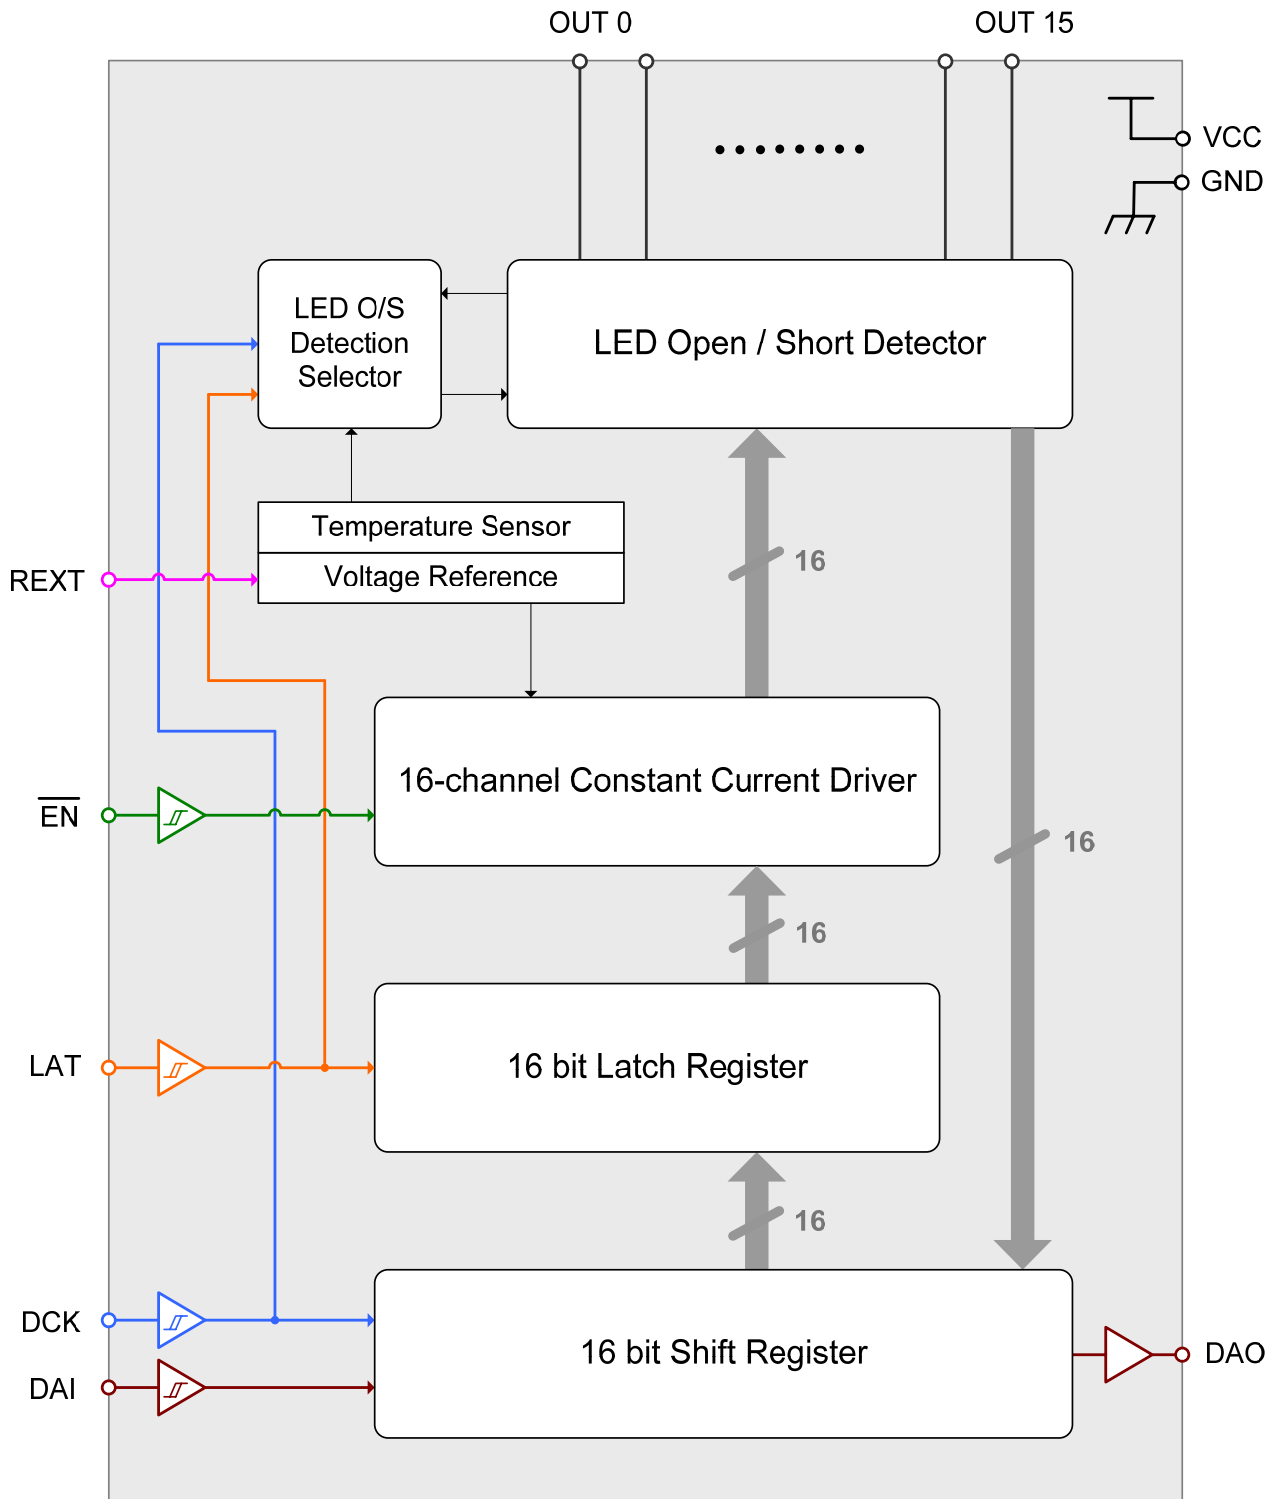 OUT 0
OUT 15
VCC
GND
LED O/S
Detection
Selector
LED Open / Short Detector
Temperature Sensor
16
REXT
Voltage Reference
16-channel Constant Current Driver
EN
16
16
LAT
16 bit Latch Register
16
DCK
16 bit Shift Register
DAO
DAI